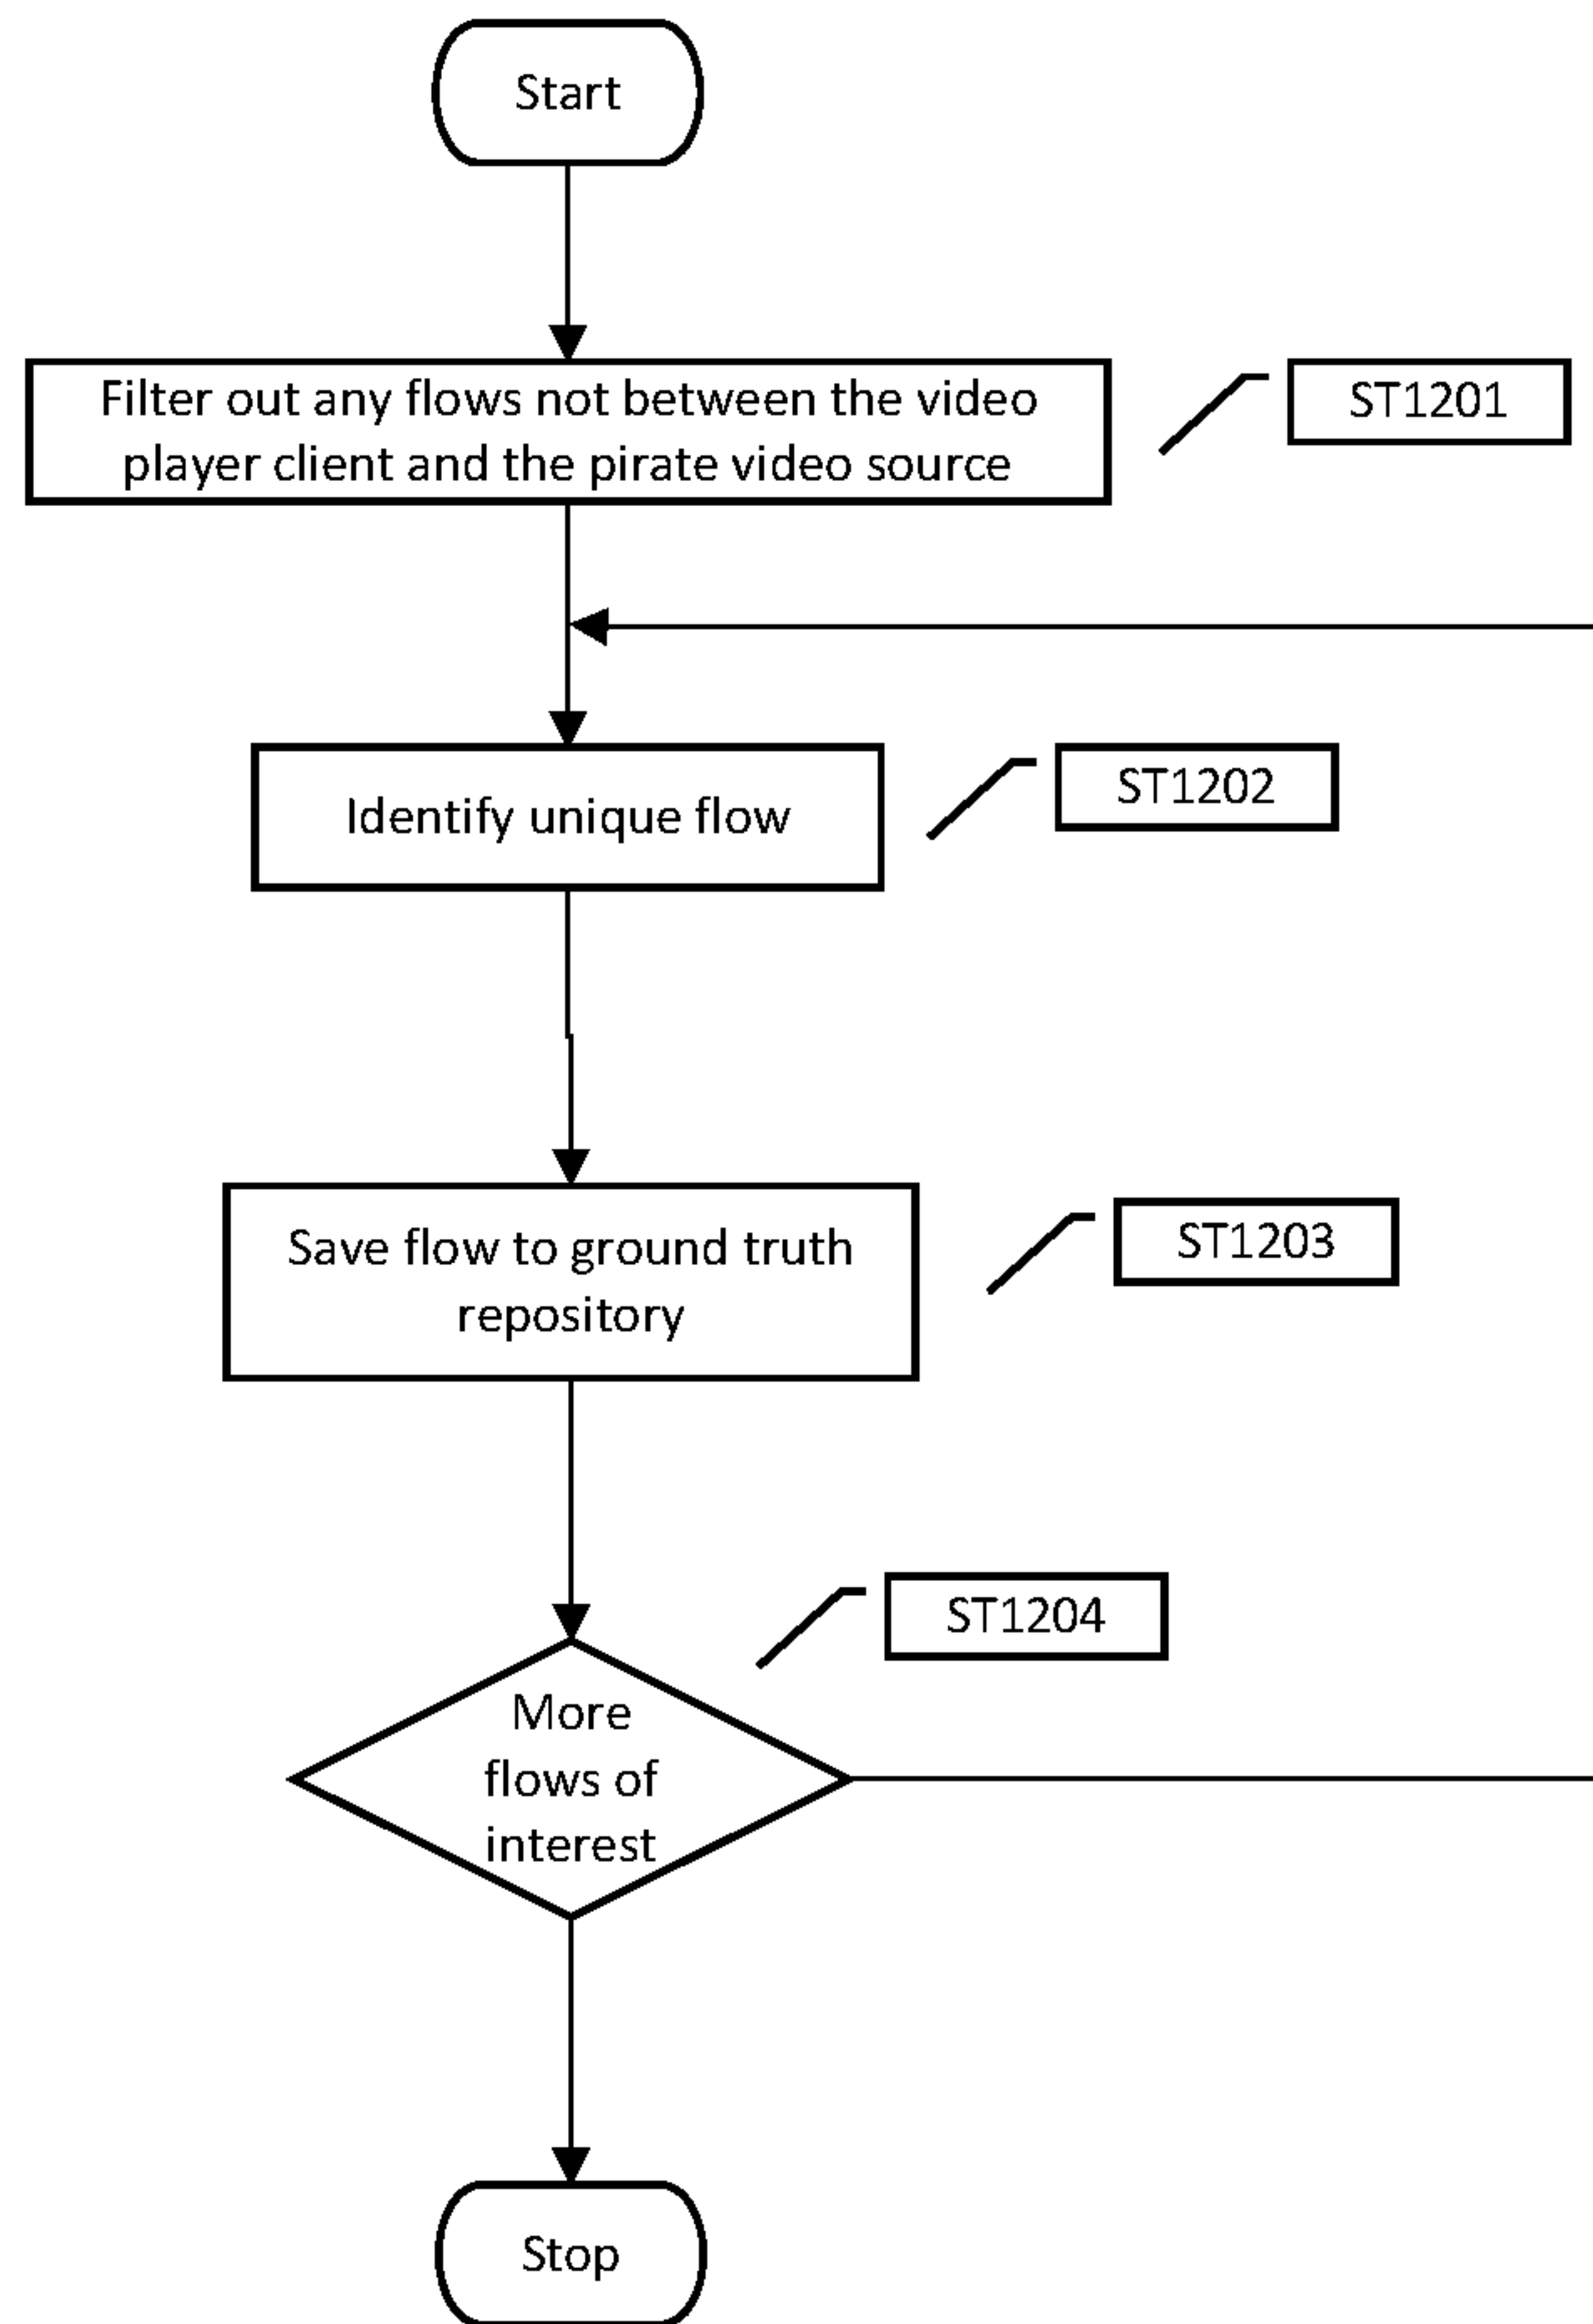 Start
Filter out any flows not between the video
player client and the pirate video source
ST1201
Identify unique flow
ST1202
Save flow to ground truth
repository
ST1203
ST1204
More
flows of
interest
Stop